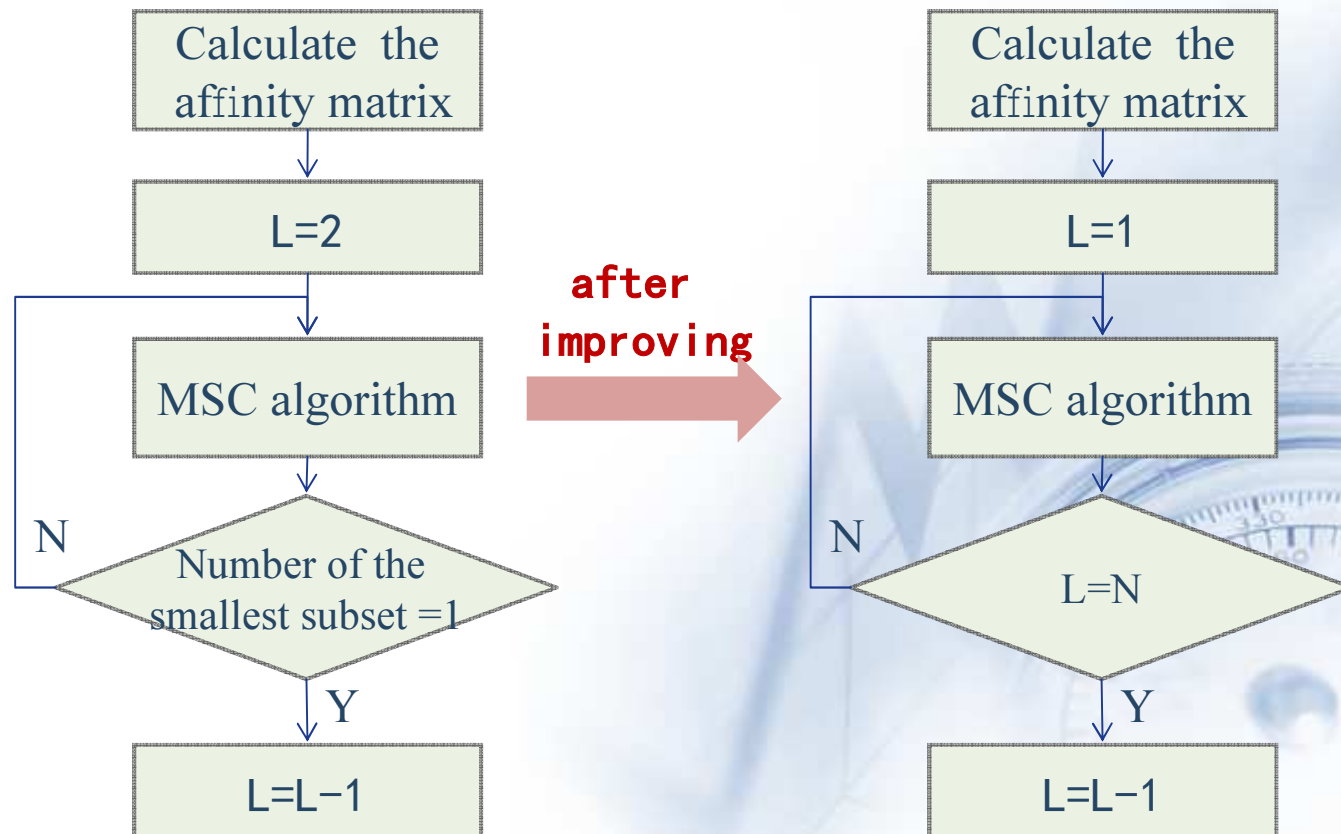 Calculate the
affinity matrix
L=2
MSC algorithm
N
Number of the
smallest subset =1
Y
L=L-1
after
improving
Calculate the
affinity matrix
L=1
MSC algorithm
N
L=N
Y
L=L-1
330